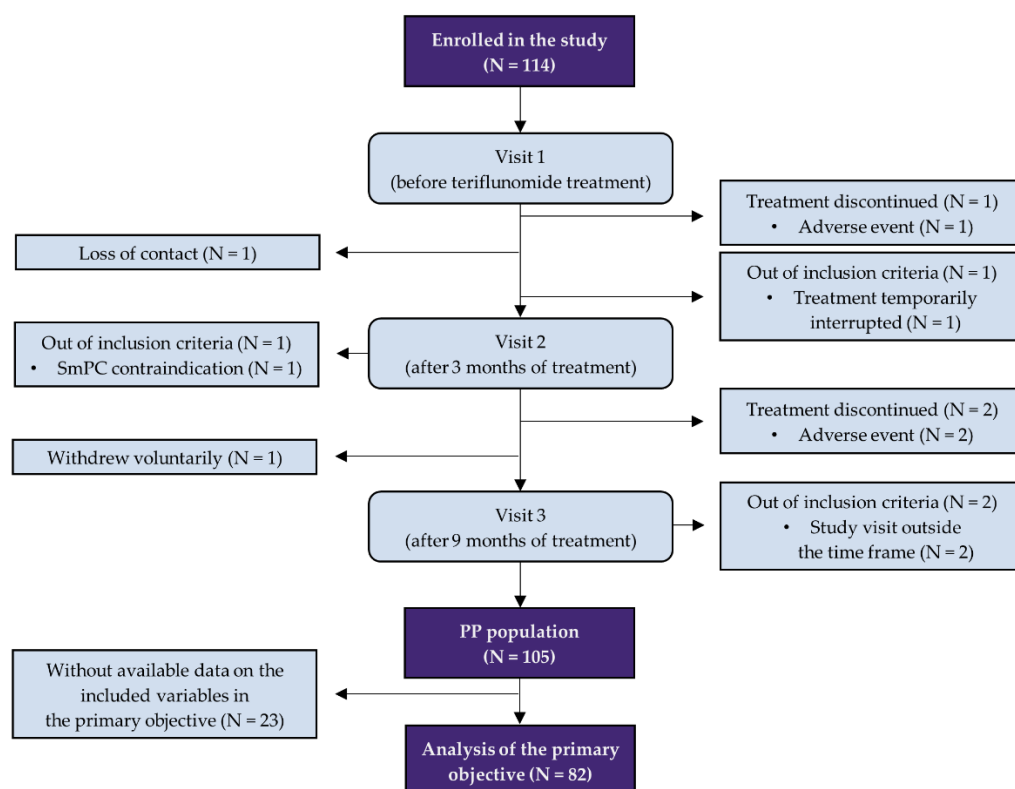 Enrolled in the study
(N = 114)
Visit 1
(before teriflunomide treatment)
Treatment discontinued (N = 1)
• Adverse event (N = 1)
Loss of contact (N = 1)
Out of inclusion criteria (N = 1)
• Treatment temporarily
interrupted (N = 1)
Out of inclusion criteria (N = 1)
• SmPC contraindication (N = 1)
Visit 2
(after 3 months of treatment)
Treatment discontinued (N = 2)
• Adverse event (N = 2)
Withdrew voluntarily (N = 1)
Visit 3
(after 9 months of treatment)
Out of inclusion criteria (N = 2)
• Study visit outside
the time frame (N = 2)
PP population
(N = 105)
Without available data on the
included variables in
the primary objective (N = 23)
Analysis of the primary
objective (N = 82)